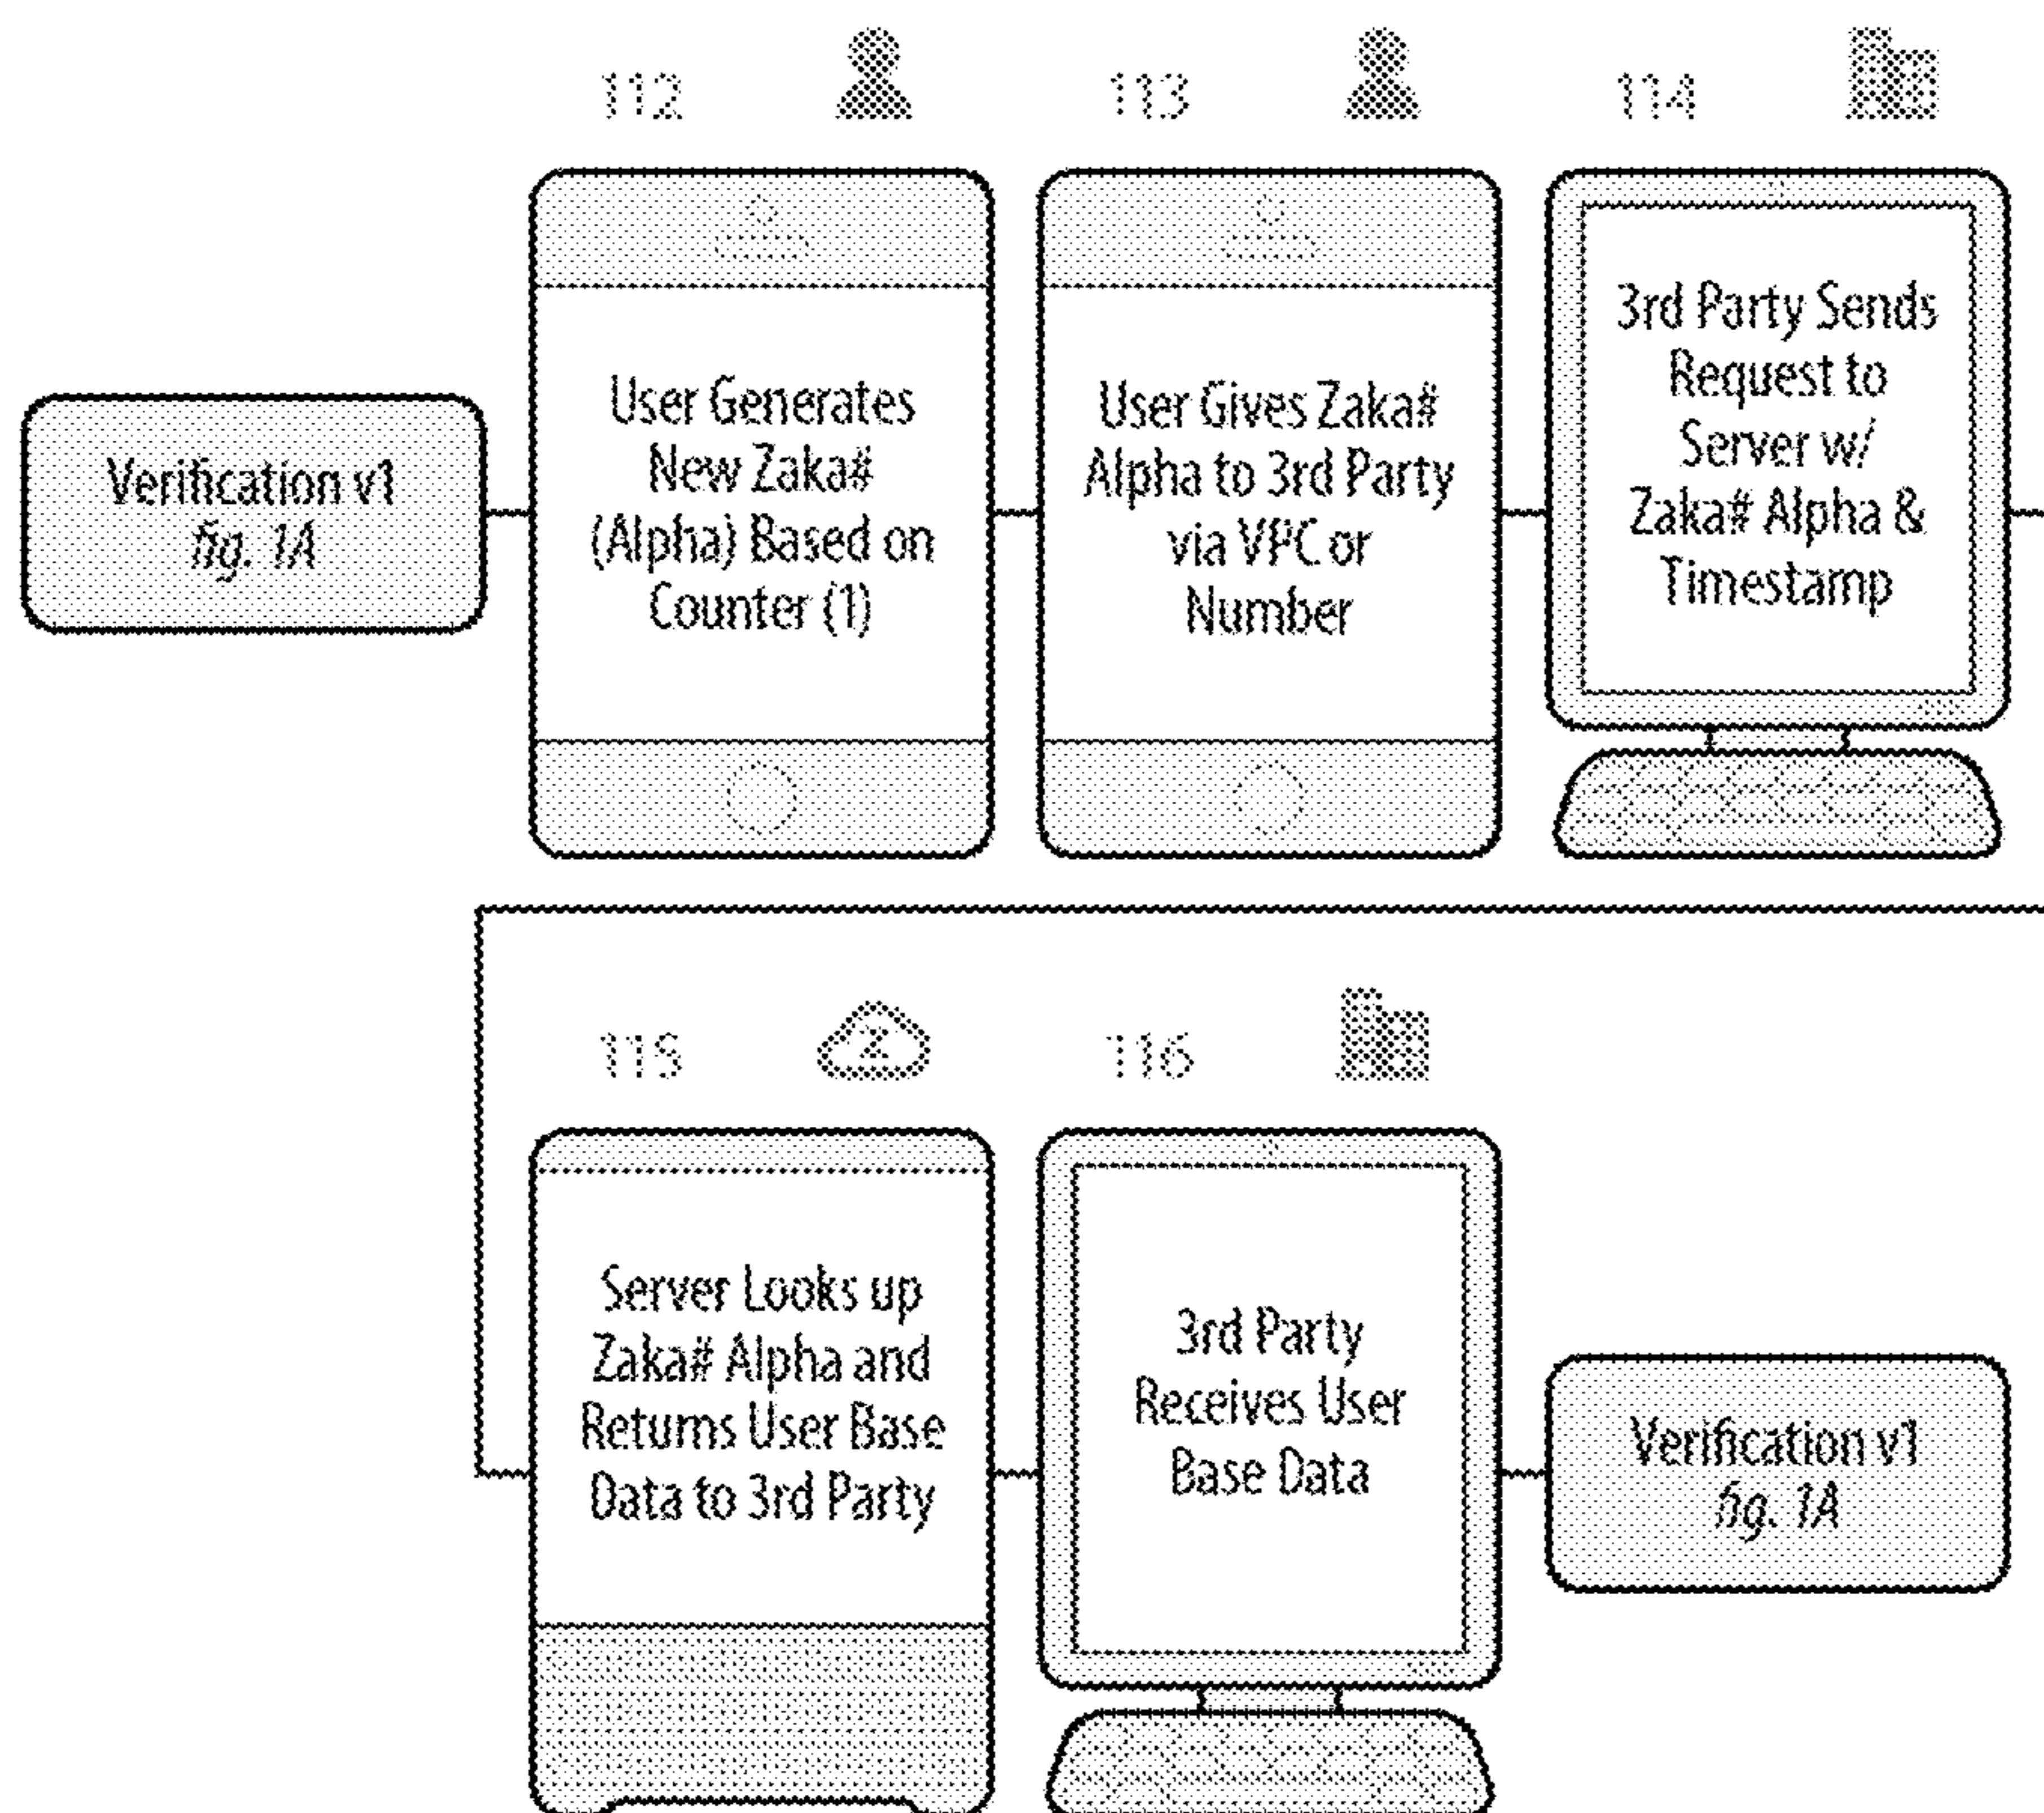 112
113
114
Verification v1
fig. 1A
User Generates
New Zaka#
(Alpha) Based on
Counter (1)
User Gives Zaka#
Alpha to 3rd Party
via VPC or
Number
3rd Party Sends
Request to
Server w/
Zaka# Alpha &
Timestamp
115
Z
116
Server Looks up
Zaka# Alpha and
Returns User Base
Data to 3rd Party
3rd Party
Receives User
Base Data
Verification v1
fig. 1A